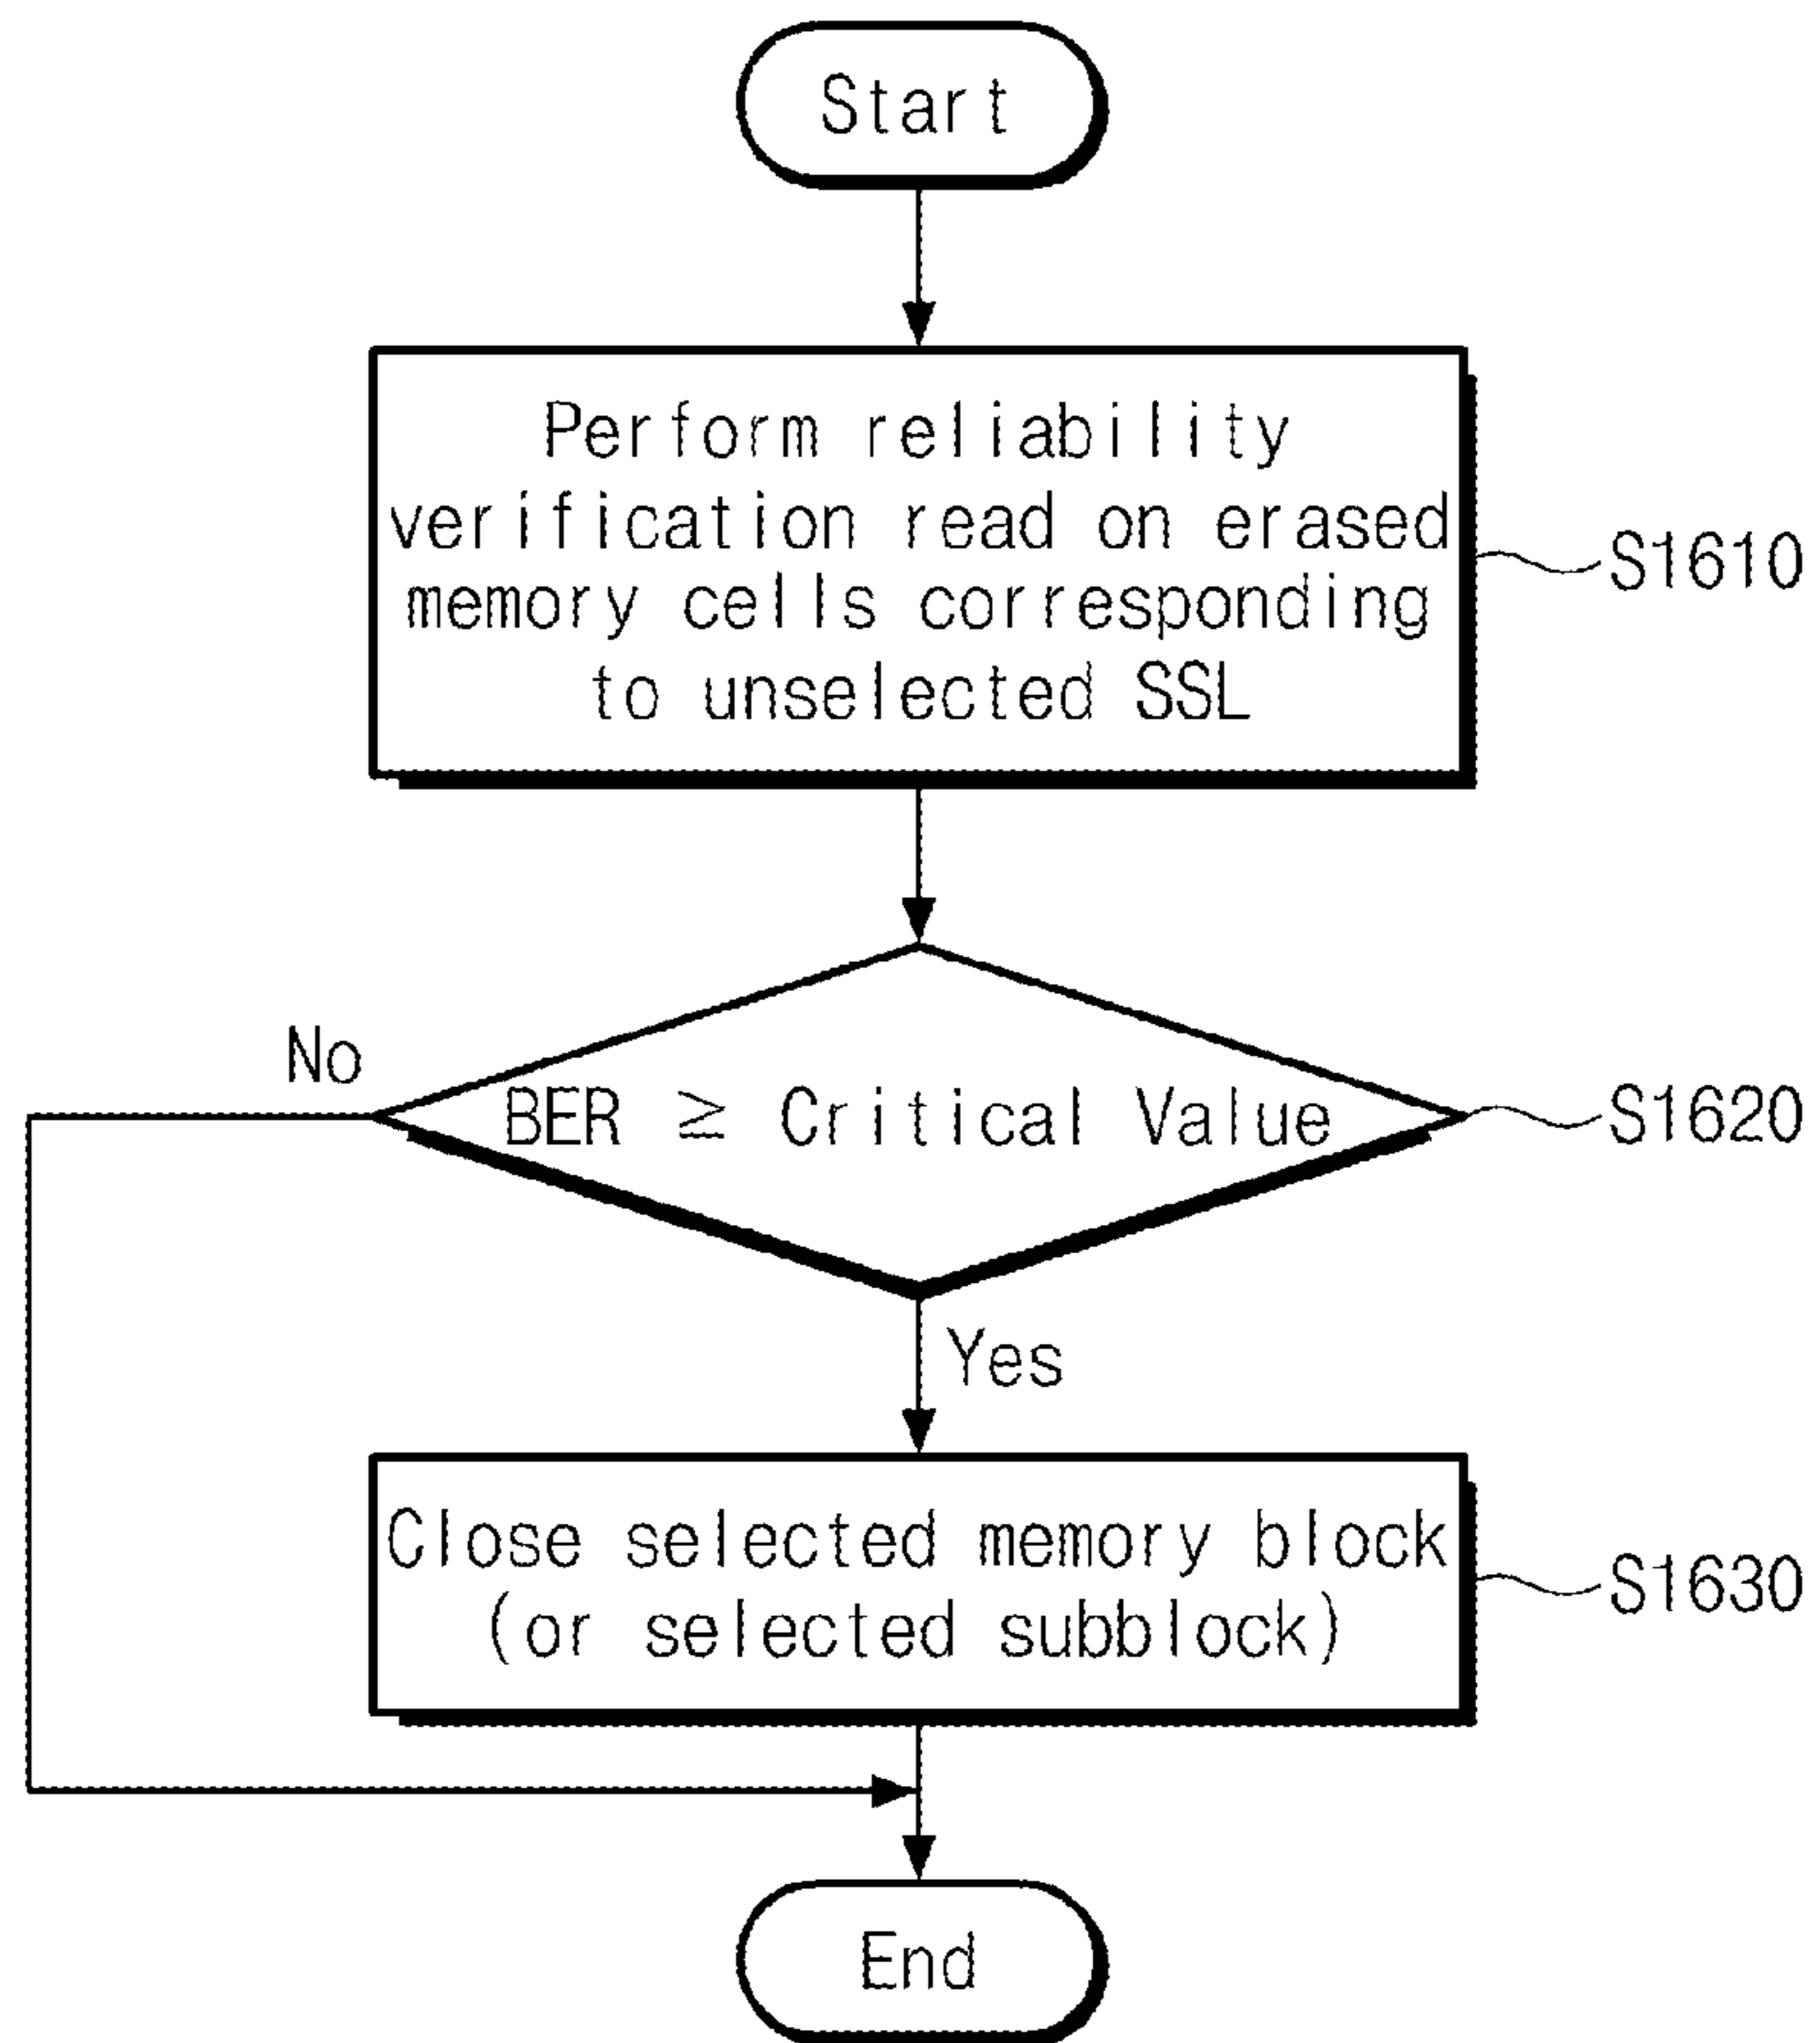 Start
Perform reliability
verification read on erased
memory cells corresponding
to unselected SSL
S1610
No
BER ≥ Critical Value
S1620
Yes
Close selected memory block
(or selected subblock)
S1630
End